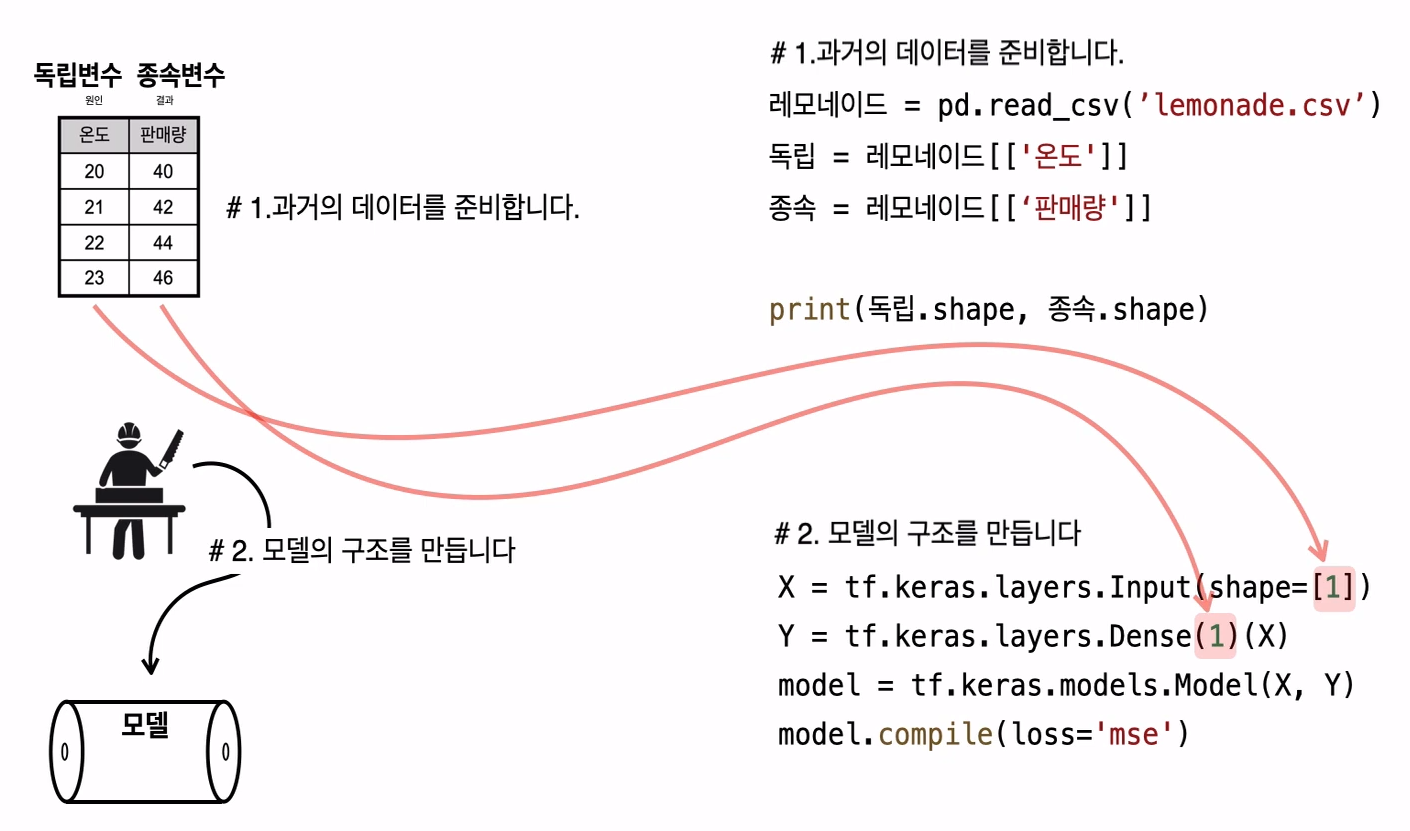 독립변수 종속변수
원인 결과
온도 판매량
20 40
21 42
22 44
23 46
# 1.과거의 데이터를 준비합니다.
# 2. 모델의 구조를 만듭니다
모델
# 1.과거의 데이터를 준비합니다.
레모네이드 = pd.read_csv(’lemonade.csv’)
독립 = 레모네이드[['온도']]
종속 = 레모네이드[[‘판매량']]
print(독립.shape, 종속.shape)
# 2. 모델의 구조를 만듭니다
X = tf.keras.layers.Input(shape=[1])
Y = tf.keras.layers.Dense(1)(X)
model = tf.keras.models.Model(X, Y)
model.compile(loss='mse')